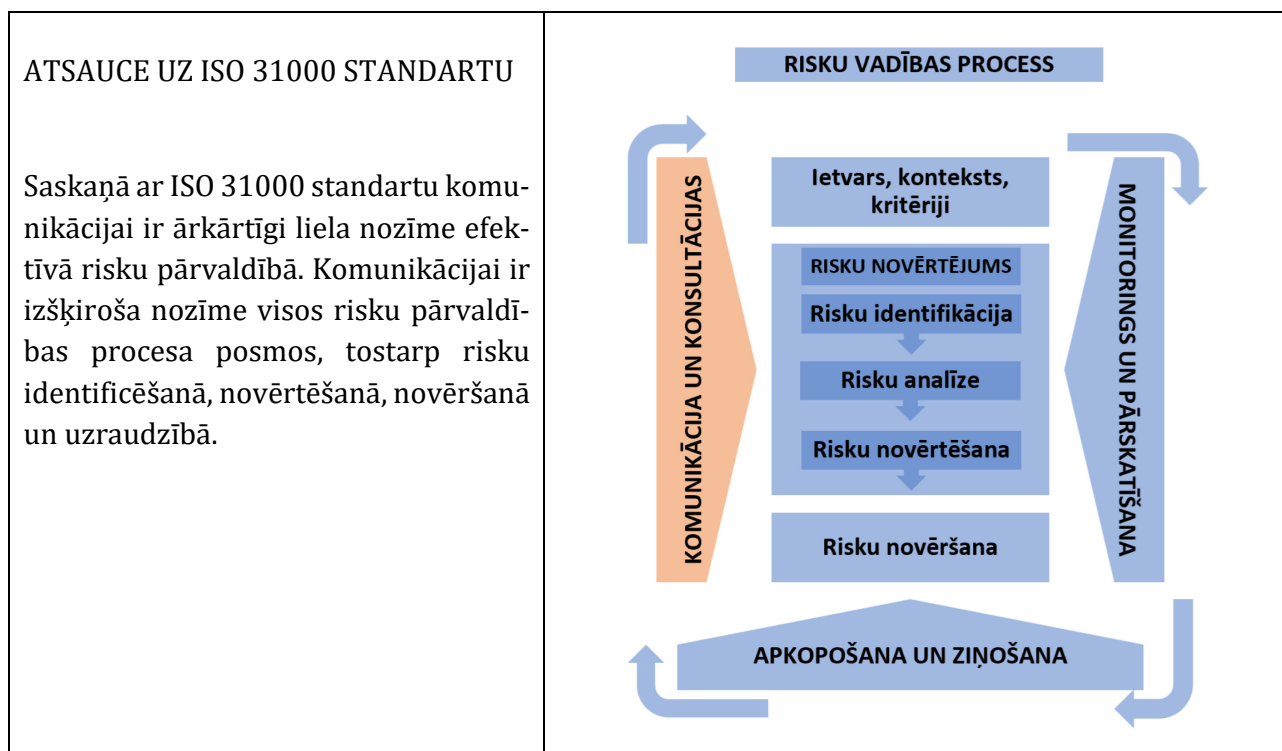 ATSAUCE UZ ISO 31000 STANDARTU
Saskaņā ar ISO 31000 standartu komu-
nikācijai ir ārkārtīgi liela nozīme efek-
tīvā risku pārvaldībā. Komunikācijai ir
izšķiroša nozīme visos risku pārvaldī-
bas procesa posmos, tostarp risku
identificēšanā, novērtēšanā, novēršanā
un uzraudzībā.
RISKU VADĪBAS PROCESS
KOMUNIKĀCIJA UN KONSULTĀCIJAS
Ietvars, konteksts,
kritēriji
RISKU NOVĒRTĒJUMS
Risku identifikācija
Risku analīze
Risku novērtēšana
Risku novēršana
MONITORINGS UN PĀRSKATĪŠANA
APKOPOŠANA UN ZIŅOŠANA